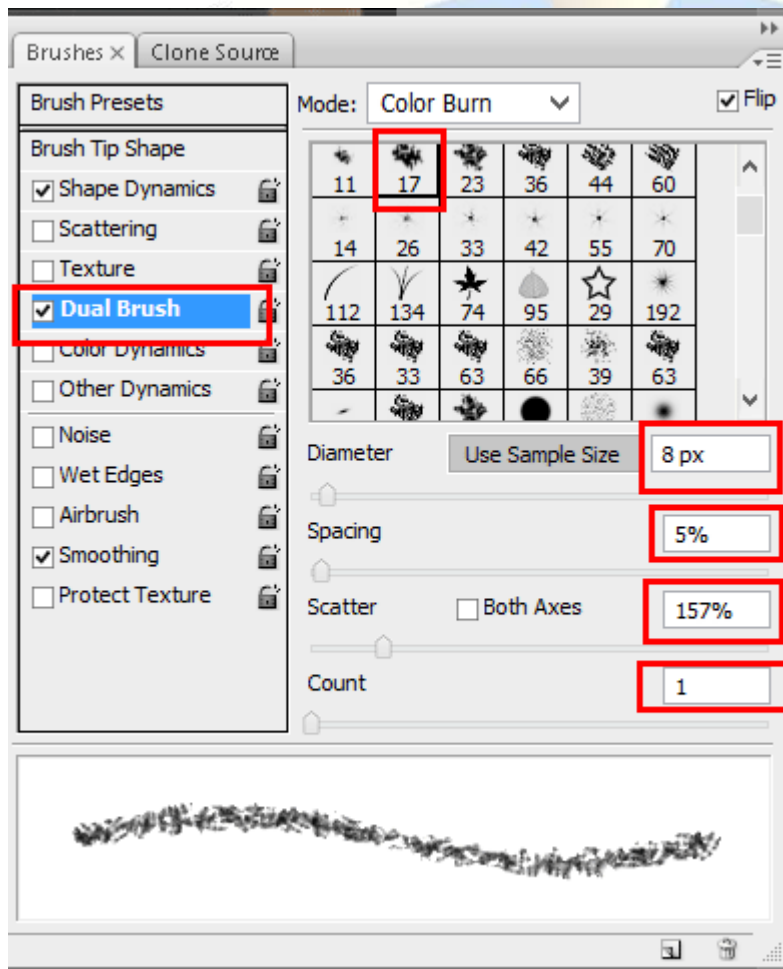 Brushes × Clone Source
Brush Presets
Mode: Color Burn Flip
Brush Tip Shape
Shape Dynamics
Scattering
Texture
Dual Brush
Color Dynamics
Other Dynamics
Noise
Wet Edges
Airbrush
Smoothing
Protect Texture
11 17 23 36 44 60
14 26 33 42 55 70
112 134 74 95 29 192
36 33 63 66 39 63
Diameter Use Sample Size 8 px
Spacing 5%
Scatter Both Axes 157%
Count 1